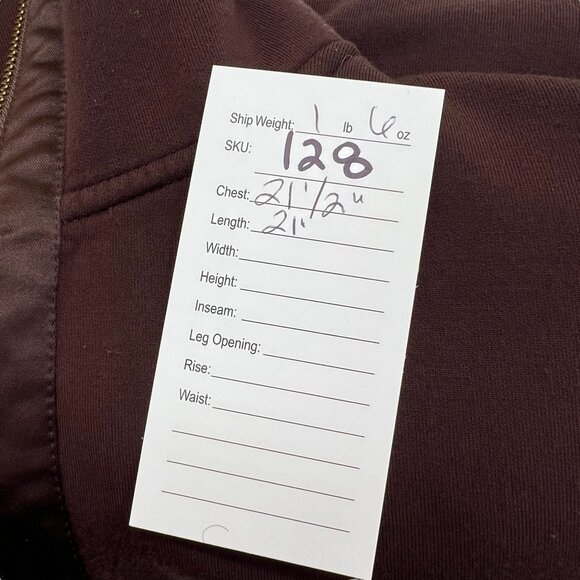 Ship Weight: 1 lb 6 oz
SKU: 128
Chest: 21 1/2"
Length: 21"
Width:
Height:
Inseam:
Leg Opening:
Rise:
Waist: